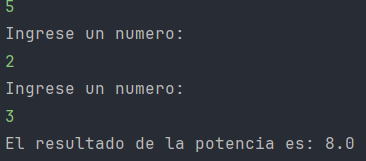 5
Ingrese un numero:
2
Ingrese un numero:
3
El resultado de la potencia es: 8.0